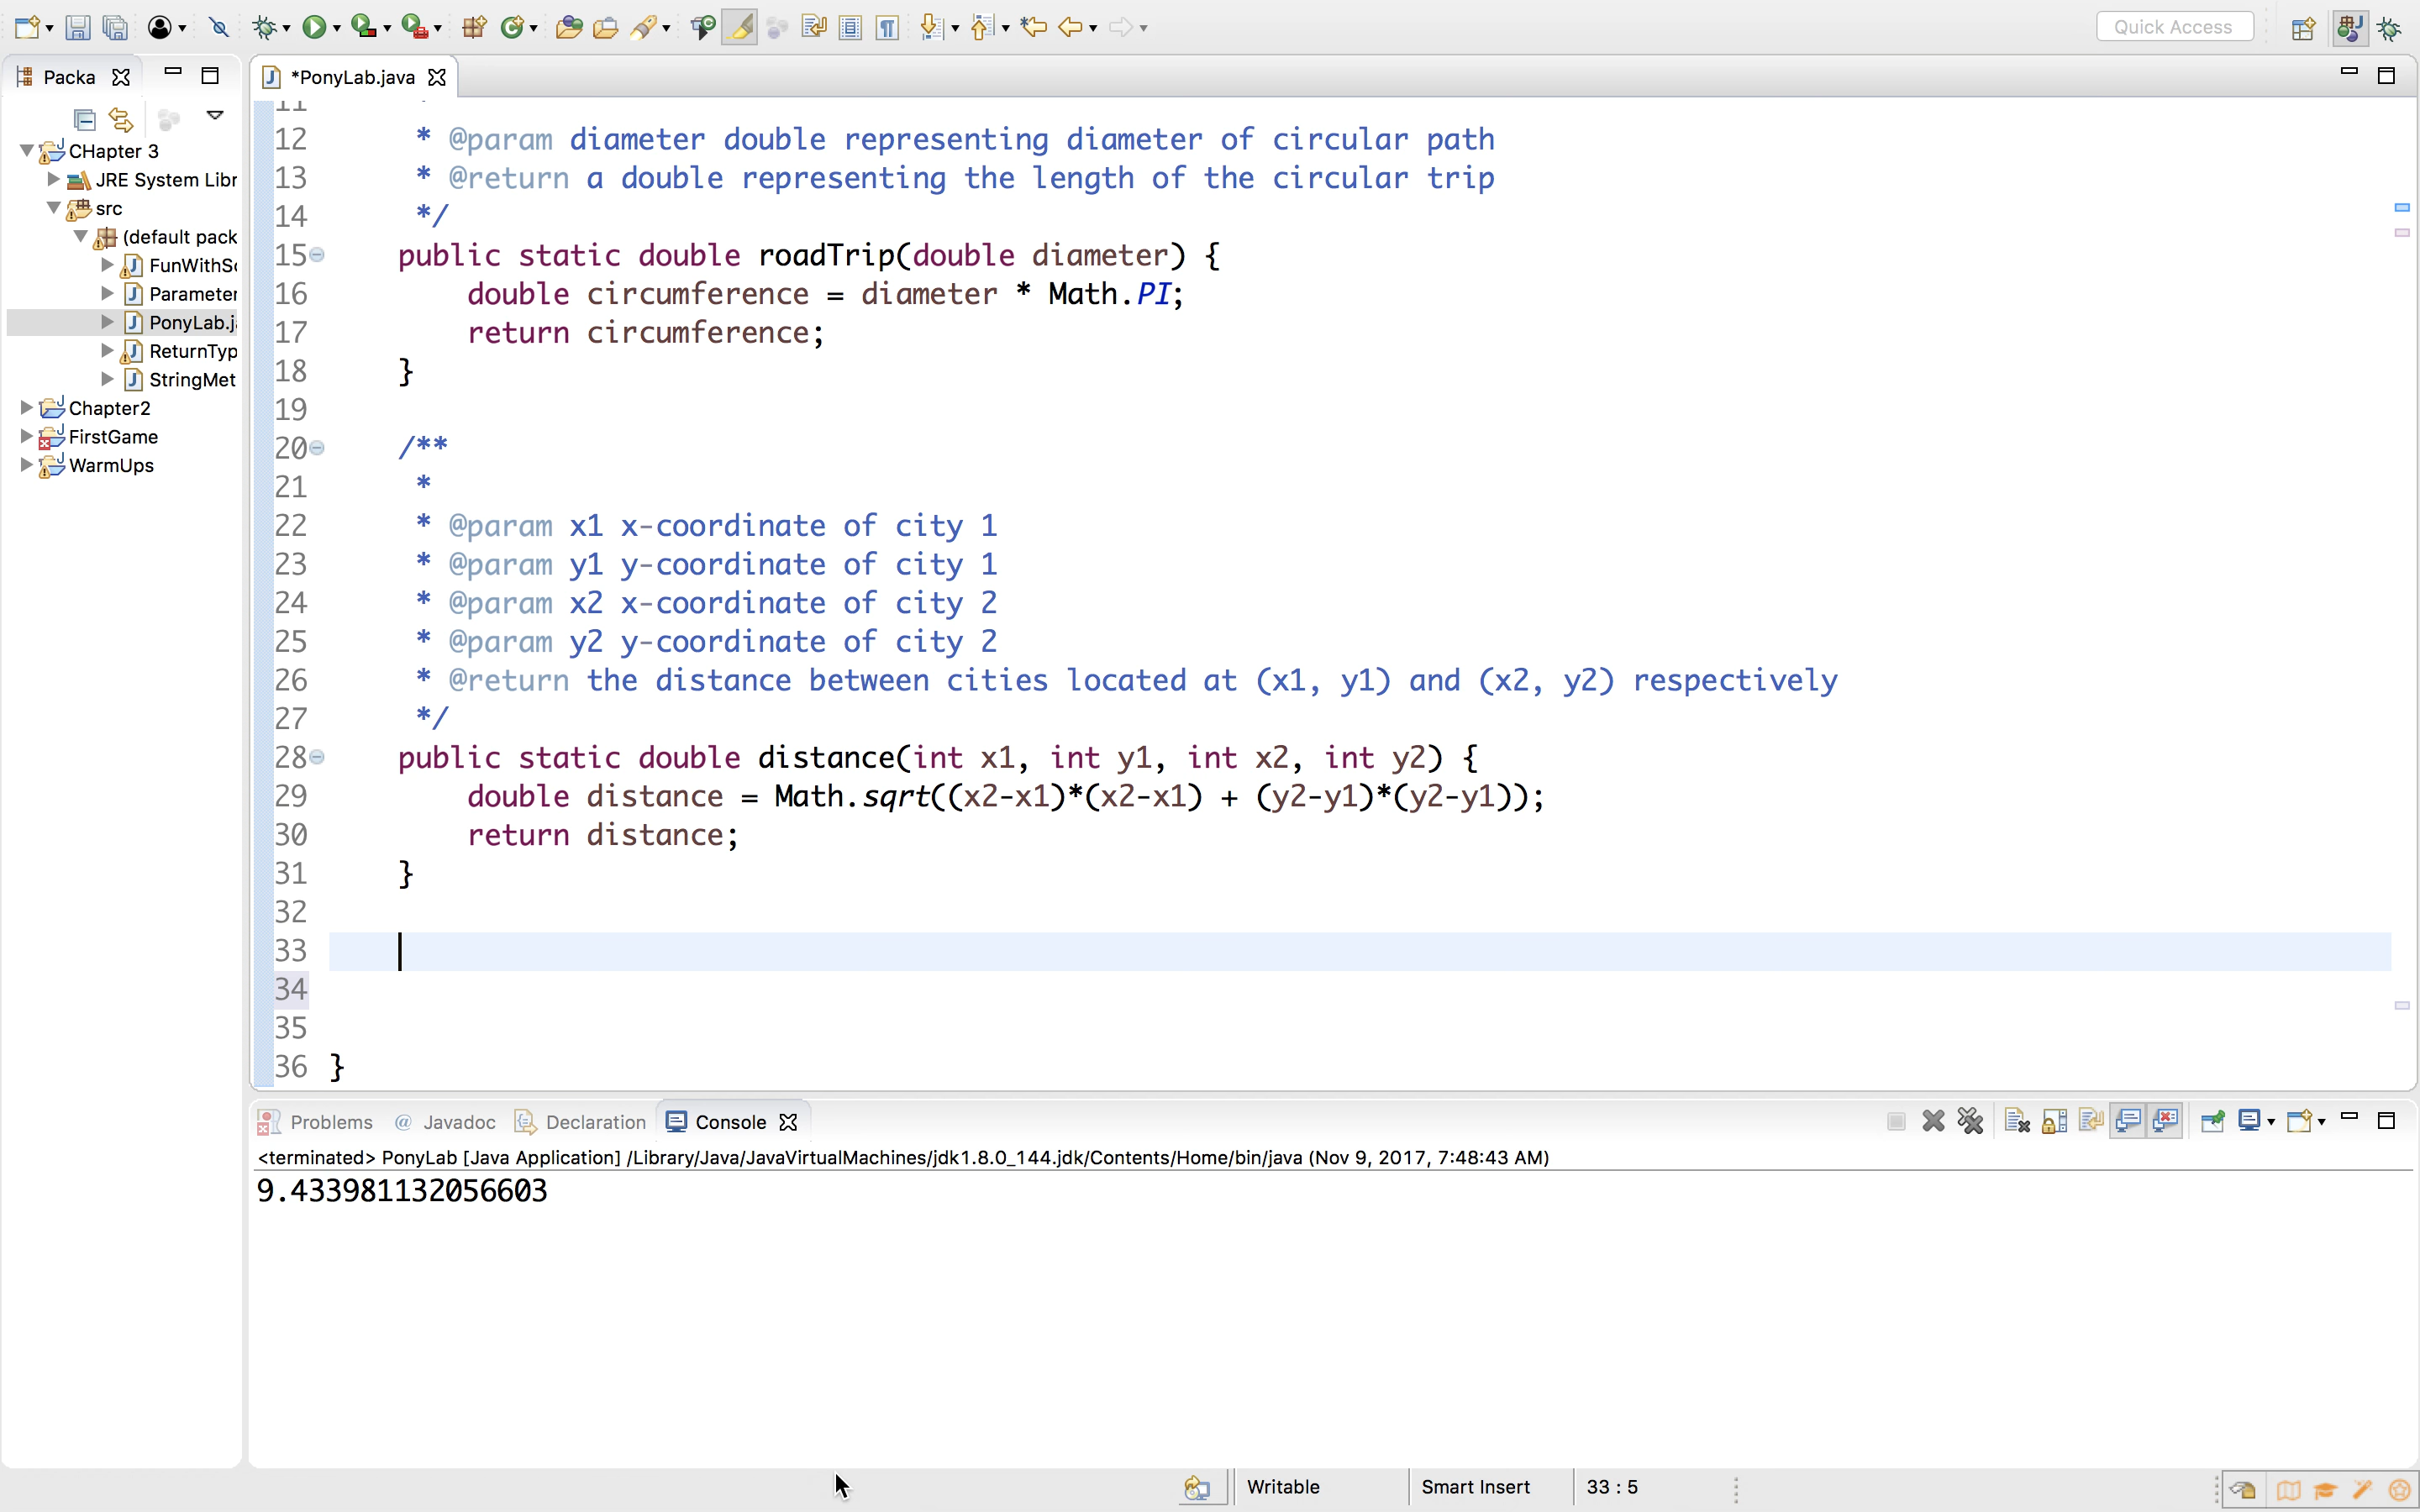 Quick Access
Packa
*PonyLab.java
CHapter 3
JRE System Libr
src
(default pack
FunWithSc
Parameter
PonyLab.ja
ReturnTyp
StringMet
Chapter2
FirstGame
WarmUps
11 *
12 * @param diameter double representing diameter of circular path
13 * @return a double representing the length of the circular trip
14 */
15 public static double roadTrip(double diameter) {
16 double circumference = diameter * Math.PI;
17 return circumference;
18 }
19
20 /**
21 *
22 * @param x1 x-coordinate of city 1
23 * @param y1 y-coordinate of city 1
24 * @param x2 x-coordinate of city 2
25 * @param y2 y-coordinate of city 2
26 * @return the distance between cities located at (x1, y1) and (x2, y2) respectively
27 */
28 public static double distance(int x1, int y1, int x2, int y2) {
29 double distance = Math.sqrt((x2-x1)*(x2-x1) + (y2-y1)*(y2-y1));
30 return distance;
31 }
32
33
34
35
36 }
Problems @ Javadoc Declaration Console
<terminated> PonyLab [Java Application] /Library/Java/JavaVirtualMachines/jdk1.8.0_144.jdk/Contents/Home/bin/java (Nov 9, 2017, 7:48:43 AM)
9.433981132056603
Writable Smart Insert 33 : 5